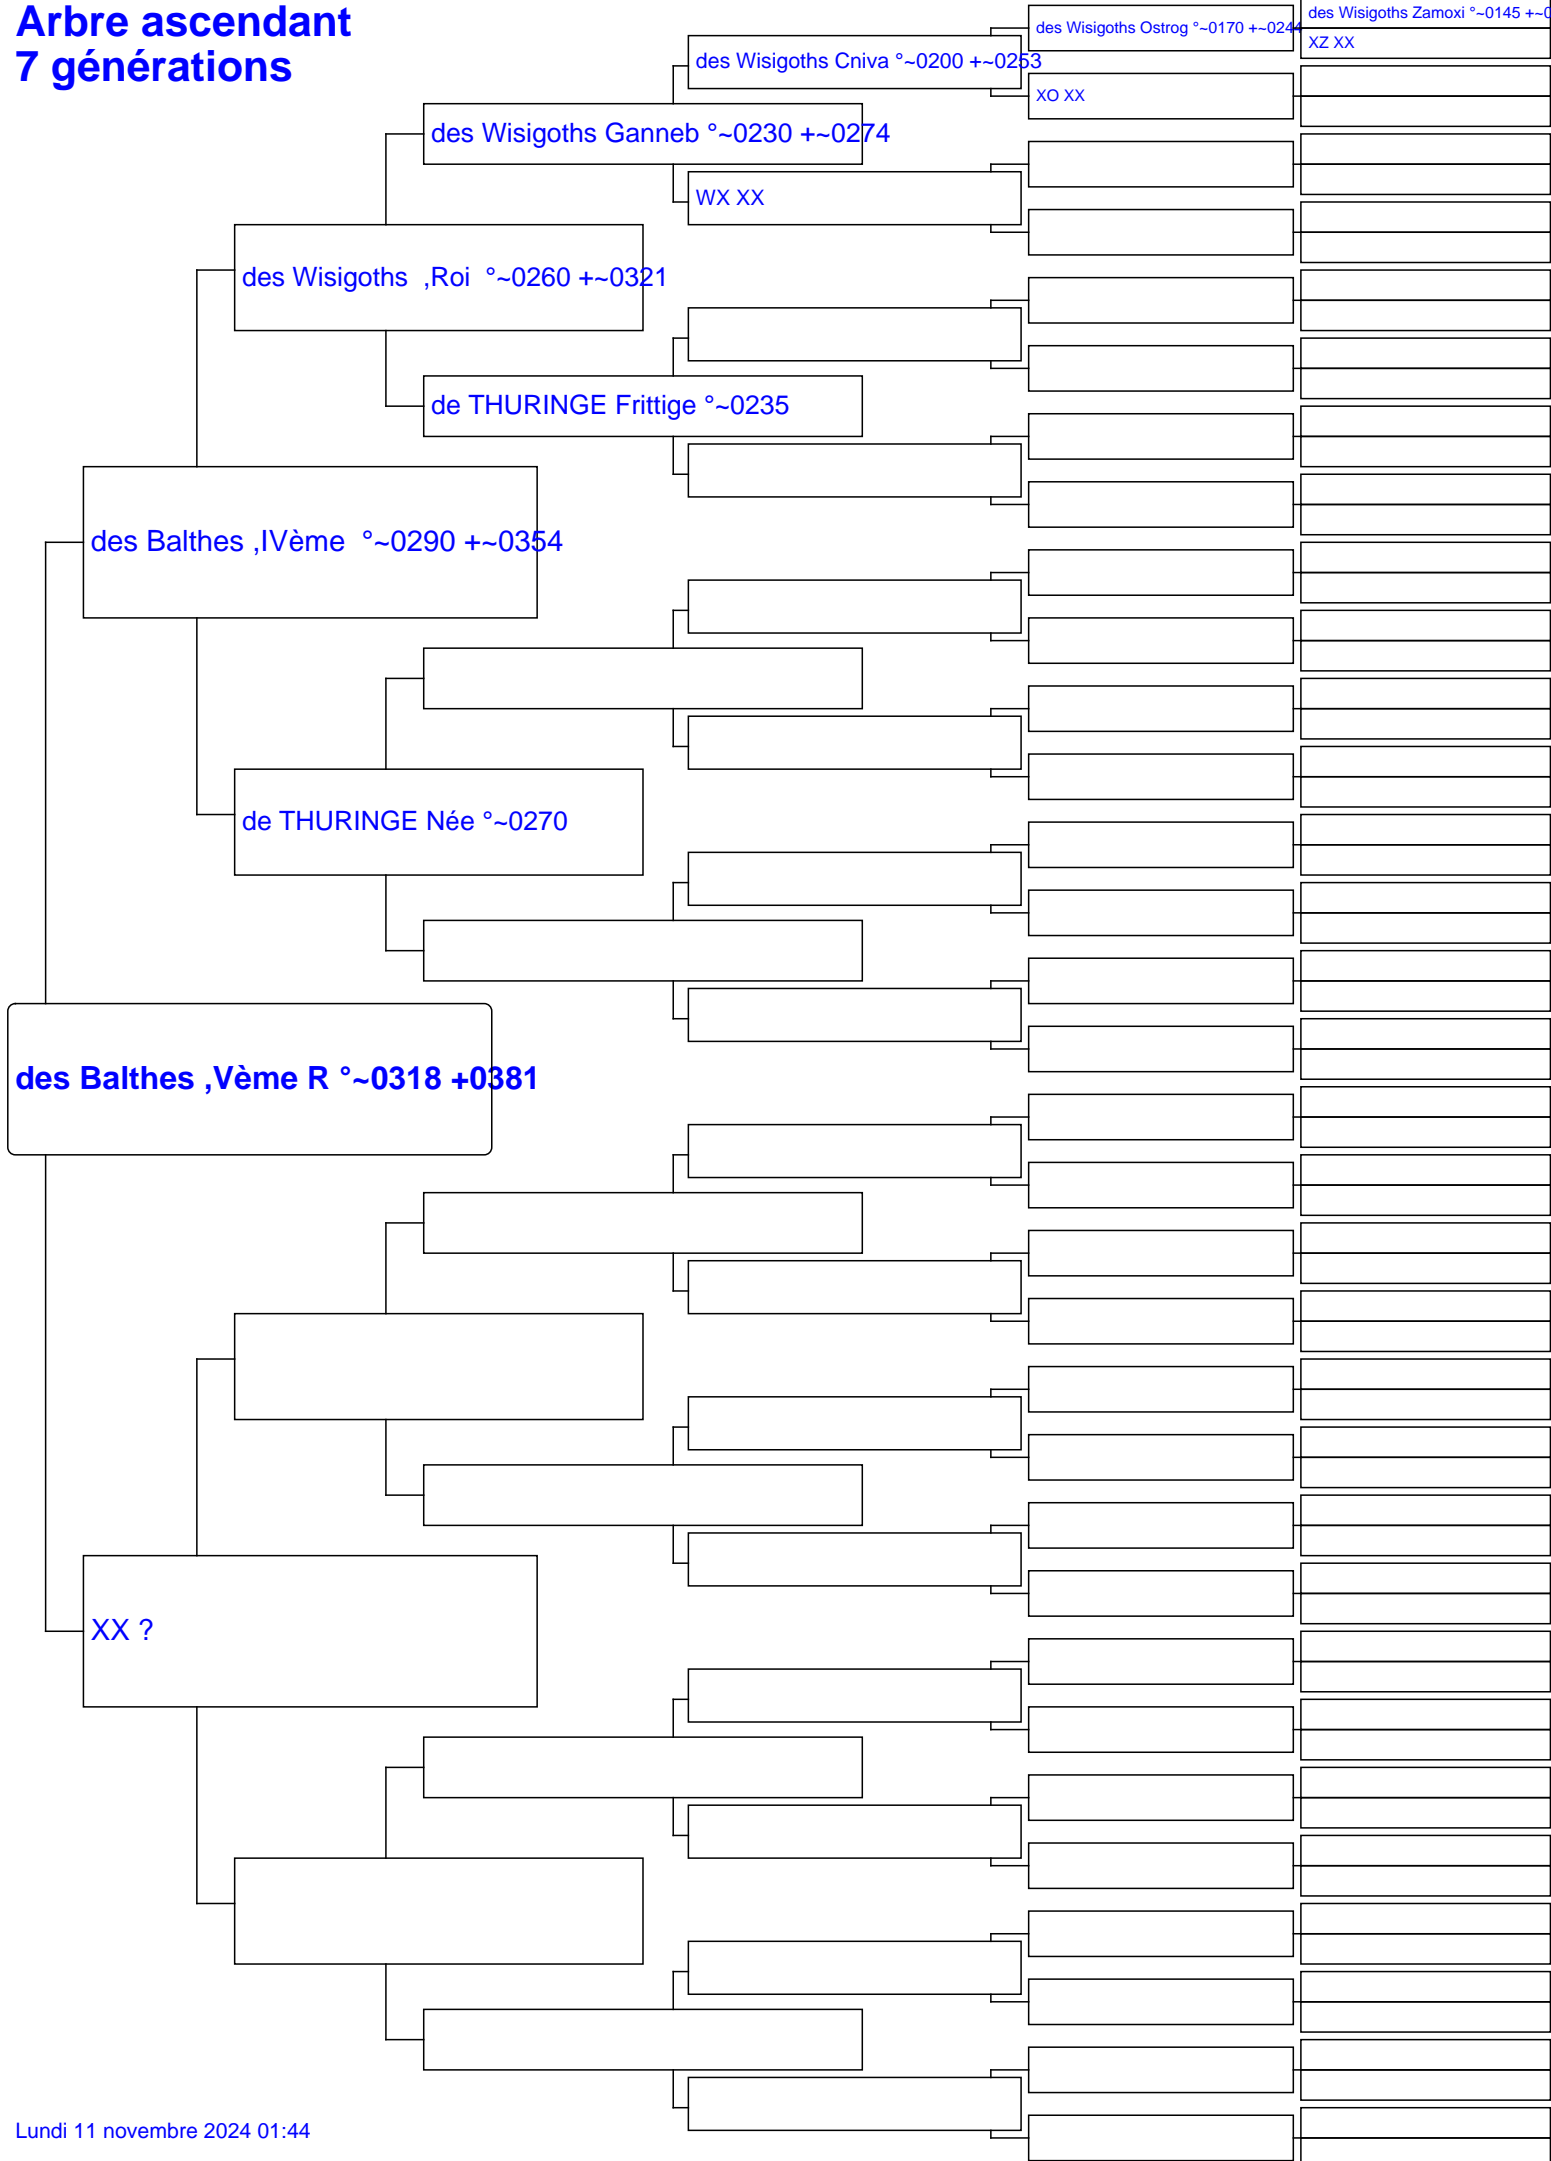 Arbre ascendant
7 générations
des Wisigoths Zamoxi °~0145 +~0
des Wisigoths Ostrog °~0170 +~0244
XZ XX
des Wisigoths Cniva °~0200 +~0253
XO XX
des Wisigoths Ganneb °~0230 +~0274
WX XX
des Wisigoths ,Roi °~0260 +~0321
de THURINGE Frittige °~0235
des Balthes ,IVème °~0290 +~0354
de THURINGE Née °~0270
des Balthes ,Vème R °~0318 +0381
XX ?
Lundi 11 novembre 2024 01:44